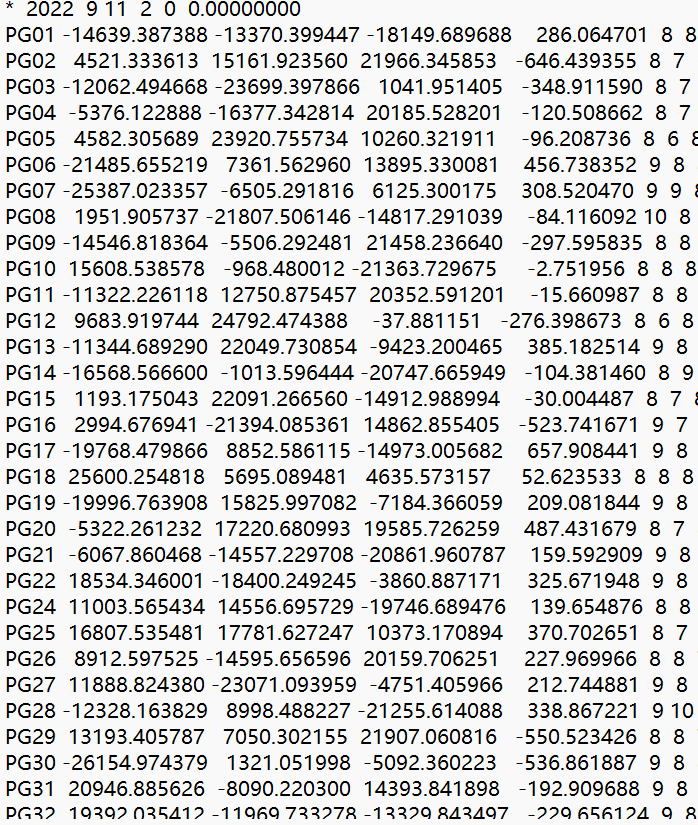 * 2022 9 11 2 0 0.00000000
PG01 -14639.387388 -13370.399447 -18149.689688 286.064701 8 8
PG02 4521.333613 15161.923560 21966.345853 -646.439355 8 7
PG03 -12062.494668 -23699.397866 1041.951405 -348.911590 8 7
PG04 -5376.122888 -16377.342814 20185.528201 -120.508662 8 7
PG05 4582.305689 23920.755734 10260.321911 -96.208736 8 6 8
PG06 -21485.655219 7361.562960 13895.330081 456.738352 9 8
PG07 -25387.023357 -6505.291816 6125.300175 308.520470 9 9 8
PG08 1951.905737 -21807.506146 -14817.291039 -84.116092 10 8
PG09 -14546.818364 -5506.292481 21458.236640 -297.595835 8 8
PG10 15608.538578 -968.480012 -21363.729675 -2.751956 8 8 8
PG11 -11322.226118 12750.875457 20352.591201 -15.660987 8 8
PG12 9683.919744 24792.474388 -37.881151 -276.398673 8 6 8
PG13 -11344.689290 22049.730854 -9423.200465 385.182514 9 8
PG14 -16568.566600 -1013.596444 -20747.665949 -104.381460 8 9
PG15 1193.175043 22091.266560 -14912.988994 -30.004487 8 7 8
PG16 2994.676941 -21394.085361 14862.855405 -523.741671 9 7
PG17 -19768.479866 8852.586115 -14973.005682 657.908441 9 8
PG18 25600.254818 5695.089481 4635.573157 52.623533 8 8 8
PG19 -19996.763908 15825.997082 -7184.366059 209.081844 9 8
PG20 -5322.261232 17220.680993 19585.726259 487.431679 8 7
PG21 -6067.860468 -14557.229708 -20861.960787 159.592909 9 8
PG22 18534.346001 -18400.249245 -3860.887171 325.671948 9 8
PG24 11003.565434 14556.695729 -19746.689476 139.654876 8 8
PG25 16807.535481 17781.627247 10373.170894 370.702651 8 7
PG26 8912.597525 -14595.656596 20159.706251 227.969966 8 8
PG27 11888.824380 -23071.093959 -4751.405966 212.744881 9 8
PG28 -12328.163829 8998.488227 -21255.614088 338.867221 9 10
PG29 13193.405787 7050.302155 21907.060816 -550.523426 8 8
PG30 -26154.974379 1321.051998 -5092.360223 -536.861887 9 8
PG31 20946.885626 -8090.220300 14393.841898 -192.909688 9 8
PG32 19392.035412 -11969.733278 -13329.843497 -229.656124 9 8